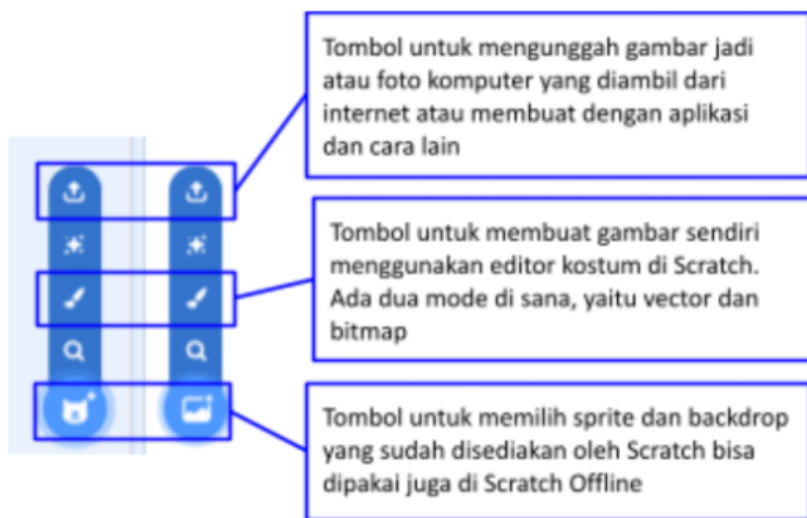 Tombol untuk mengunggah gambar jadi
atau foto komputer yang diambil dari
internet atau membuat dengan aplikasi
dan cara lain
Tombol untuk membuat gambar sendiri
menggunakan editor kostum di Scratch.
Ada dua mode di sana, yaitu vector dan
bitmap
Tombol untuk memilih sprite dan backdrop
yang sudah disediakan oleh Scratch bisa
dipakai juga di Scratch Offline